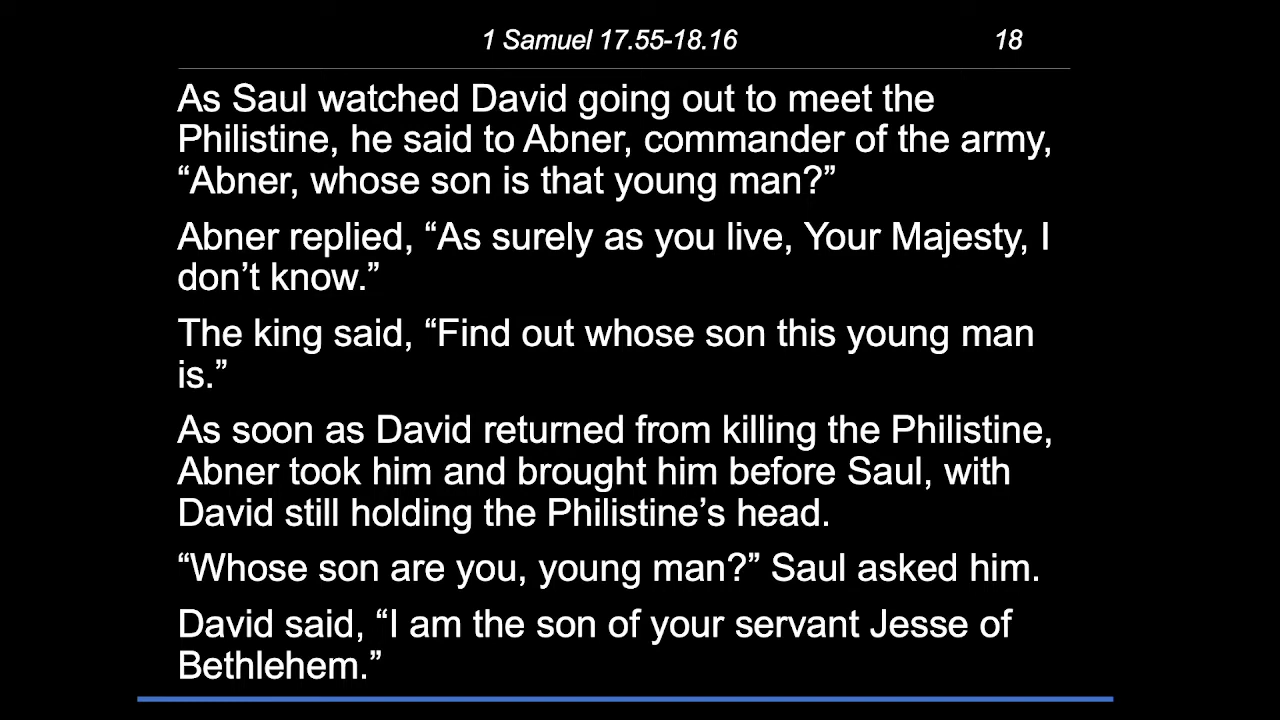 1 Samuel 17.55-18.16 18
As Saul watched David going out to meet the
Philistine, he said to Abner, commander of the army,
“Abner, whose son is that young man?”
Abner replied, “As surely as you live, Your Majesty, I
don’t know.”
The king said, “Find out whose son this young man
is.”
As soon as David returned from killing the Philistine,
Abner took him and brought him before Saul, with
David still holding the Philistine’s head.
“Whose son are you, young man?” Saul asked him.
David said, “I am the son of your servant Jesse of
Bethlehem.”